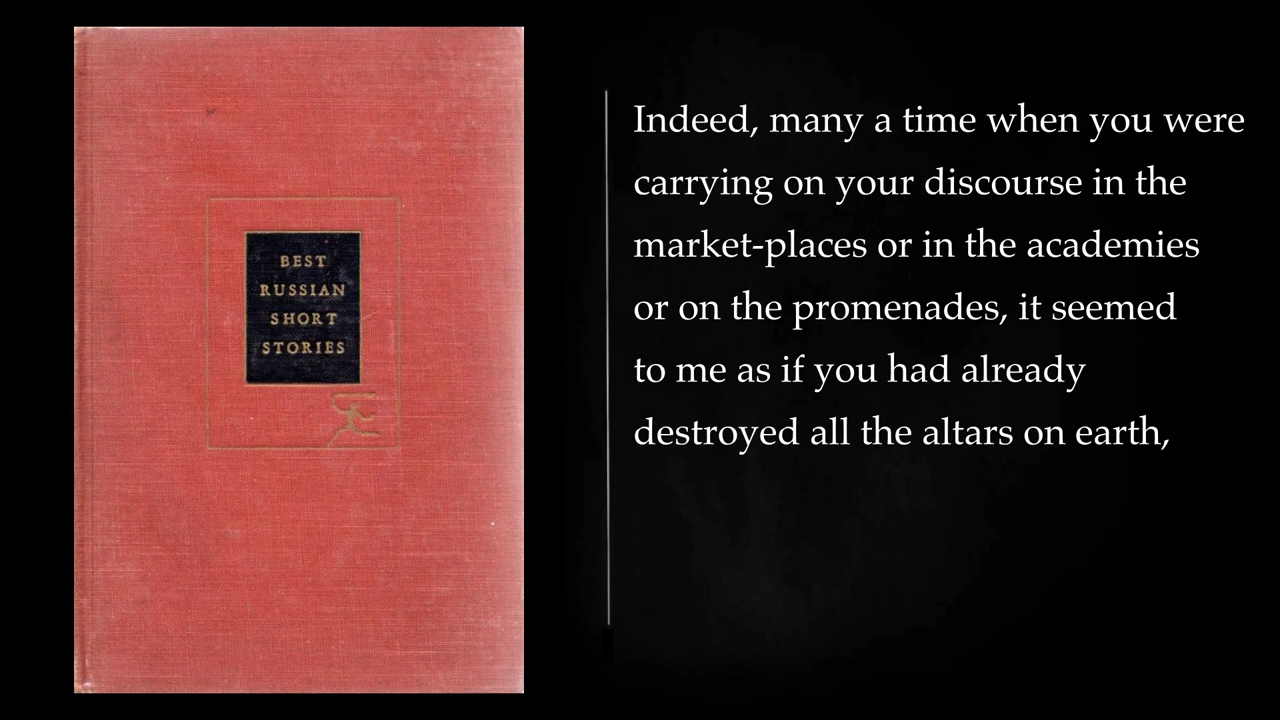 BEST
RUSSIAN
SHORT
STORIES
Indeed, many a time when you were
carrying on your discourse in the
market-places or in the academies
or on the promenades, it seemed
to me as if you had already
destroyed all the altars on earth,